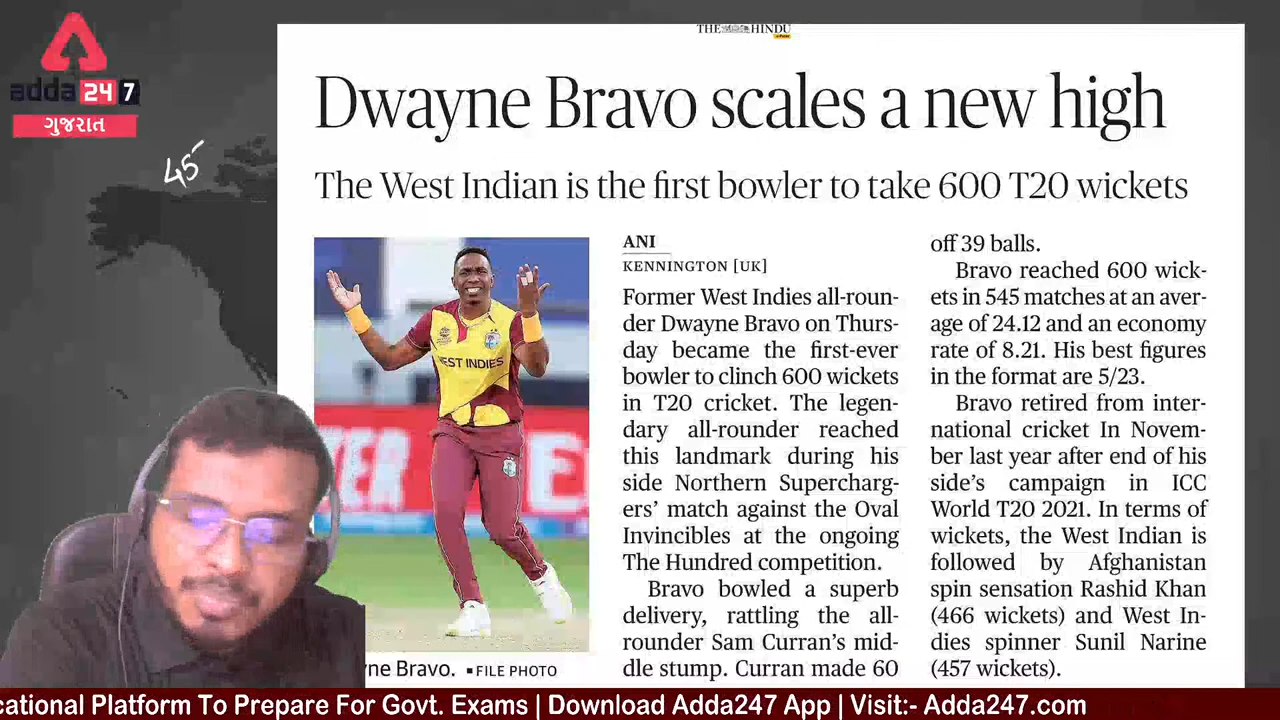 adda 24 7
ગુજરાત
45
THE HINDU
Dwayne Bravo scales a new high
The West Indian is the first bowler to take 600 T20 wickets
WEST INDIES
ANI
KENNINGTON [UK]
Former West Indies all-roun-
der Dwayne Bravo on Thurs-
day became the first-ever
bowler to clinch 600 wickets
in T20 cricket. The legen-
dary all-rounder reached
this landmark during his
side Northern Supercharg-
ers’ match against the Oval
Invincibles at the ongoing
The Hundred competition.
Bravo bowled a superb
delivery, rattling the all-
rounder Sam Curran’s mid-
dle stump. Curran made 60
off 39 balls.
Bravo reached 600 wick-
ets in 545 matches at an aver-
age of 24.12 and an economy
rate of 8.21. His best figures
in the format are 5/23.
Bravo retired from inter-
national cricket In Novem-
ber last year after end of his
side’s campaign in ICC
World T20 2021. In terms of
wickets, the West Indian is
followed by Afghanistan
spin sensation Rashid Khan
(466 wickets) and West In-
dies spinner Sunil Narine
(457 wickets).
yne Bravo. ▪ FILE PHOTO
cational Platform To Prepare For Govt. Exams | Download Adda247 App | Visit:- Adda247.com